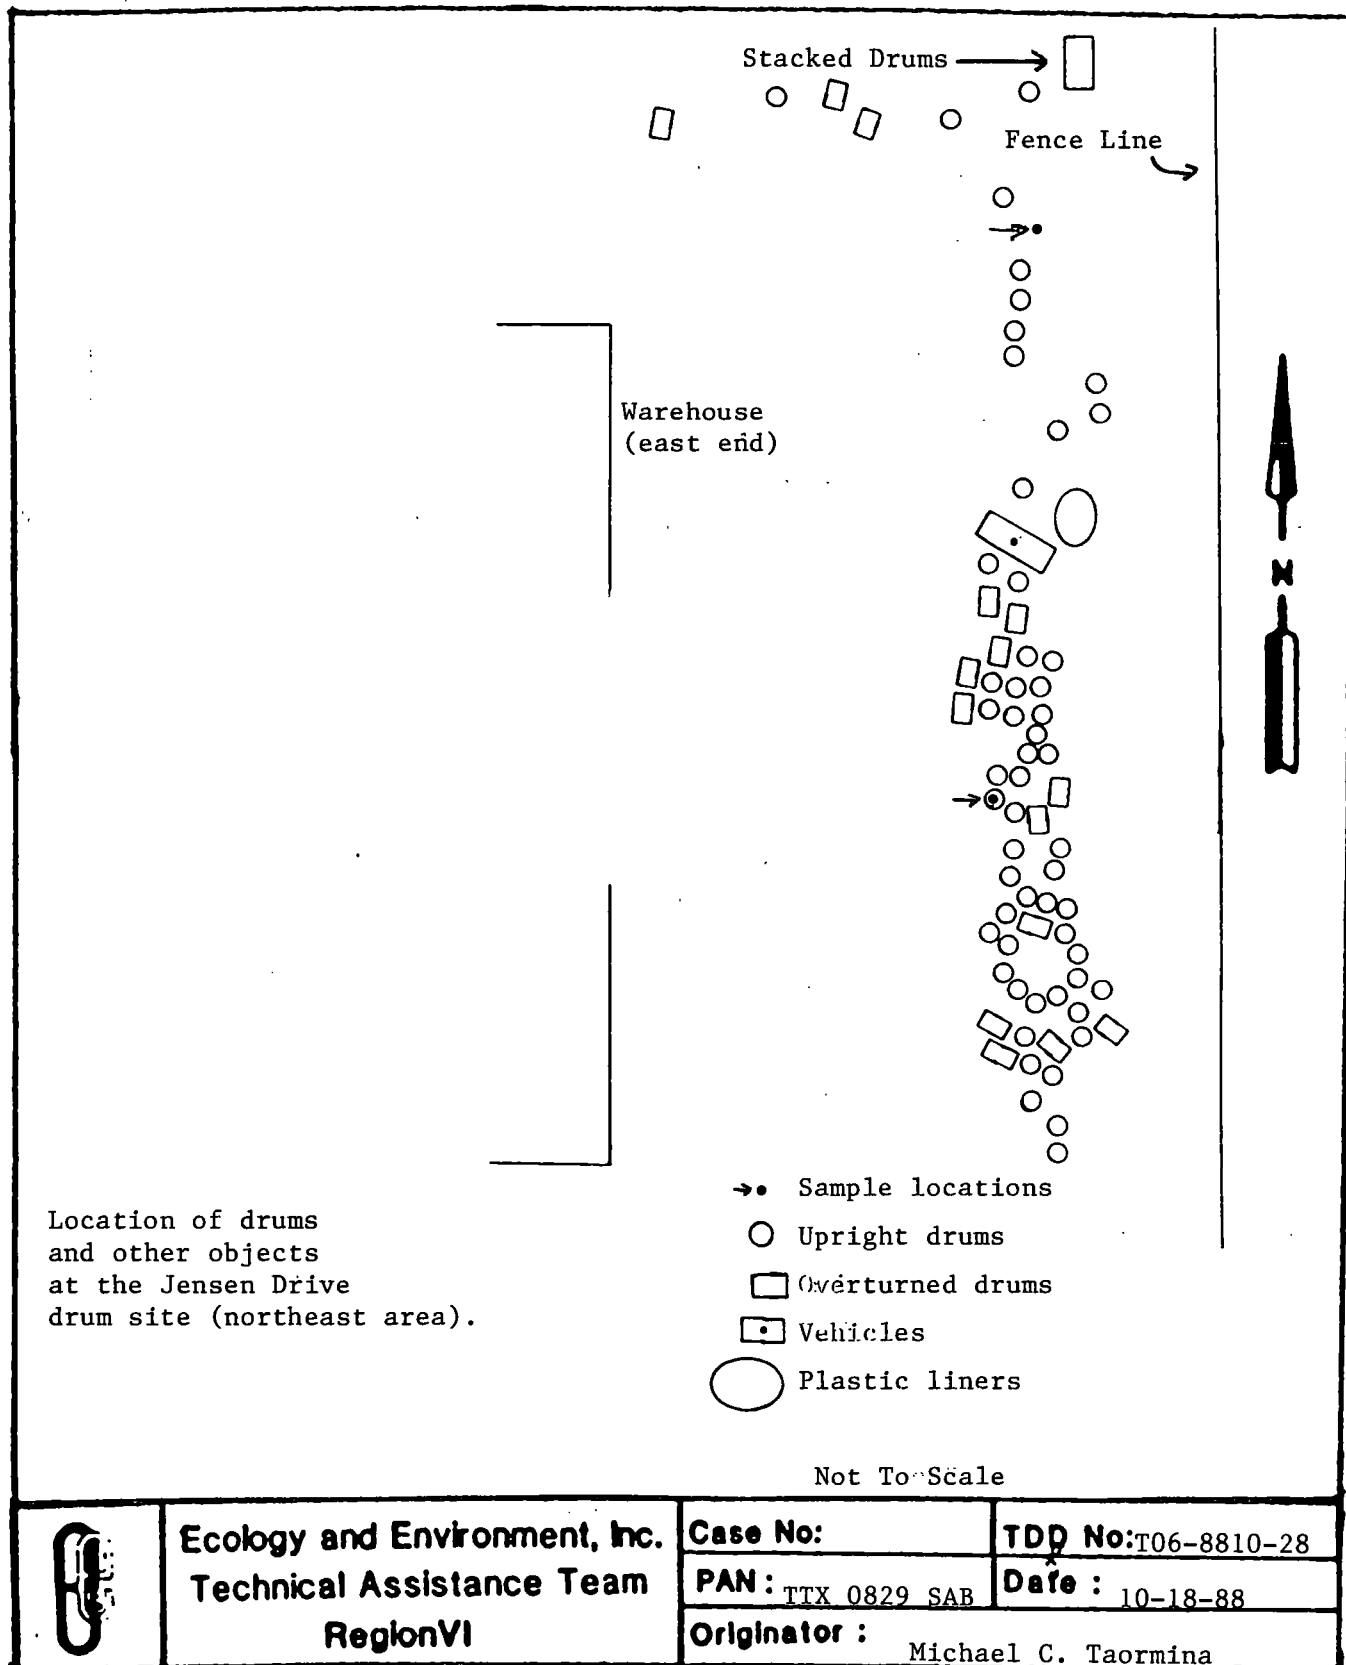 Stacked Drums
Fence Line
Warehouse
(east end)
N
Sample locations
Upright drums
Overturned drums
Vehicles
Plastic liners
Location of drums
and other objects
at the Jensen Drive
drum site (northeast area).
Not To Scale
Ecology and Environment, Inc.
Technical Assistance Team
RegionVI
Case No:
TDD No:T06-8810-28
PAN: TTX 0829 SAB
Date: 10-18-88
Originator: Michael C. Taormina